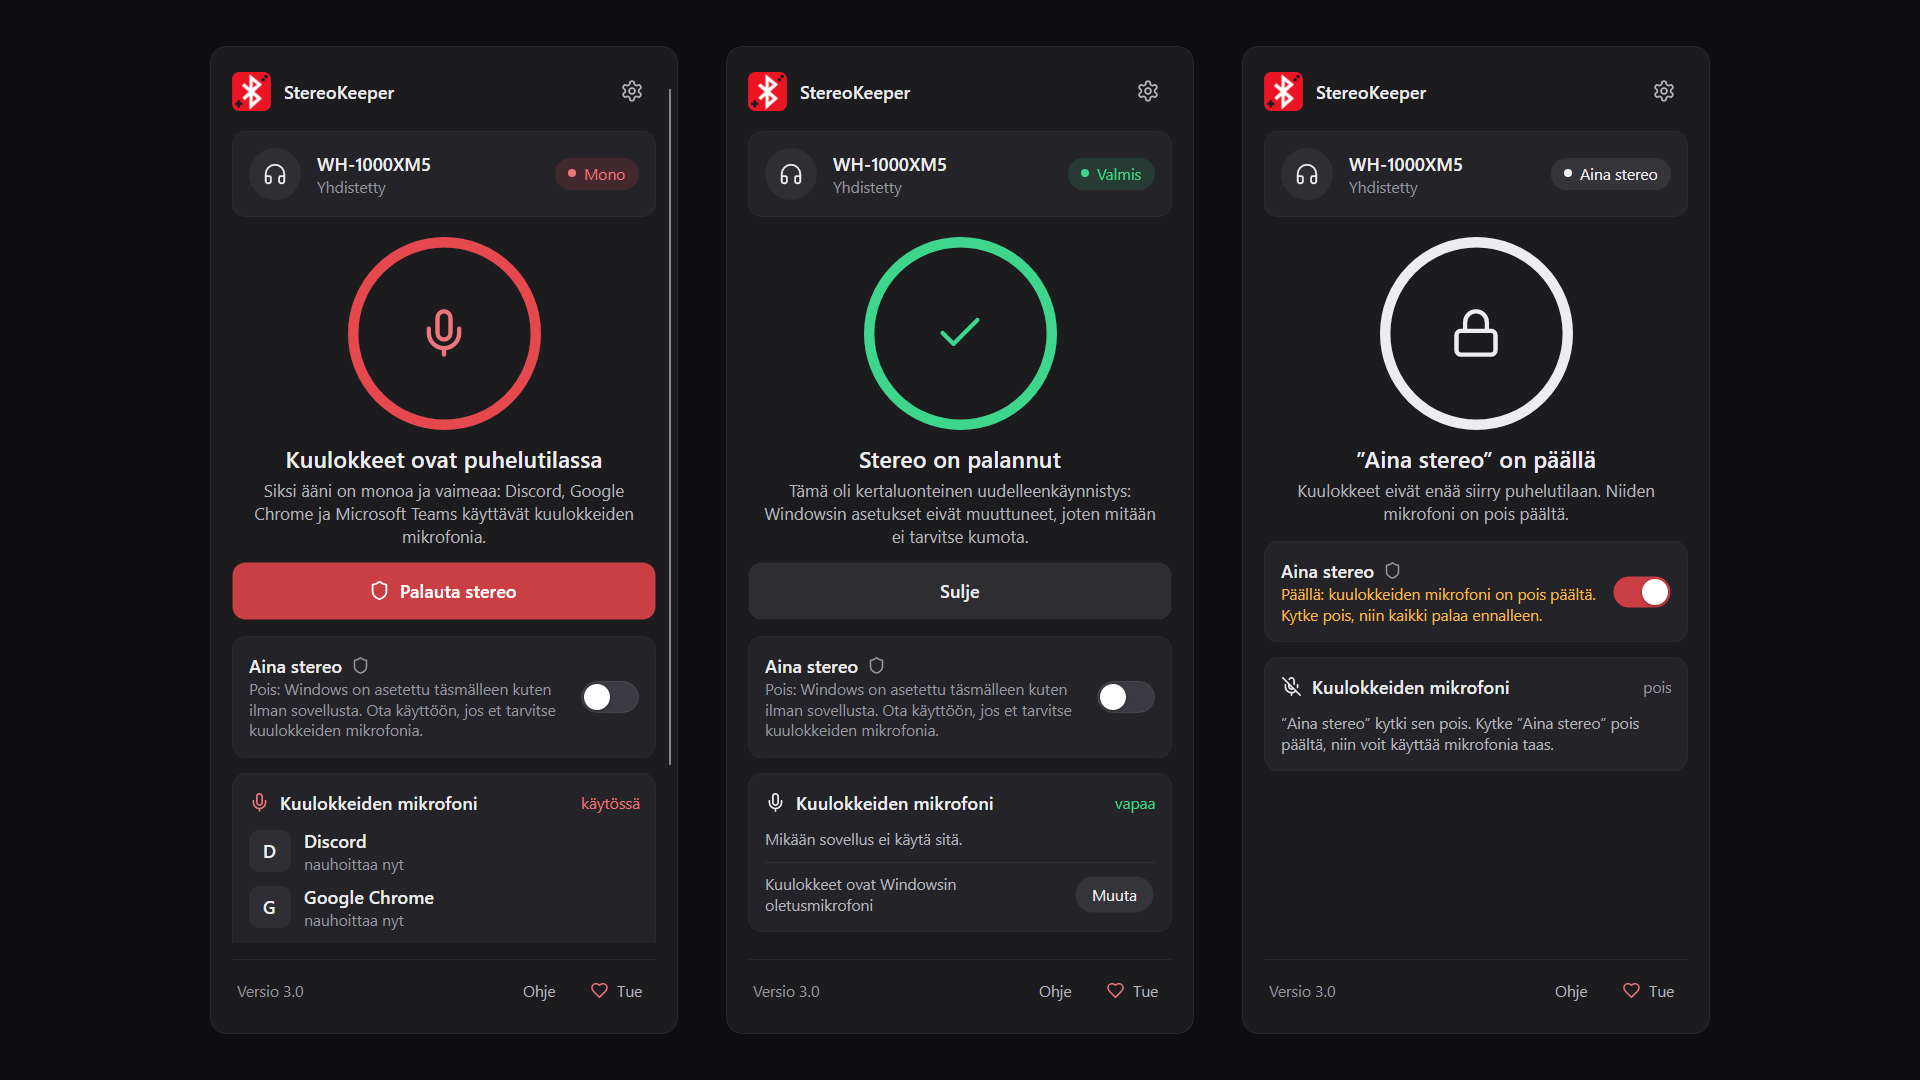 StereoKeeper
WH-1000XM5
Yhdistetty
Mono
Kuulokkeet ovat puhelutilassa
Siksi ääni on monoa ja vaimeaa: Discord, Google
Chrome ja Microsoft Teams käyttävät kuulokkeiden
mikrofonia.
Palauta stereo
Aina stereo
Pois: Windows on asetettu täsmälleen kuten
ilman sovellusta. Ota käyttöön, jos et tarvitse
kuulokkeiden mikrofonia.
Kuulokkeiden mikrofoni
käytössä
D
Discord
nauhoittaa nyt
G
Google Chrome
nauhoittaa nyt
Versio 3.0
Ohje
Tue
StereoKeeper
WH-1000XM5
Yhdistetty
Valmis
Stereo on palannut
Tämä oli kertaluonteinen uudelleenkäynnistys:
Windowsin asetukset eivät muuttuneet, joten mitään
ei tarvitse kumota.
Sulje
Aina stereo
Pois: Windows on asetettu täsmälleen kuten
ilman sovellusta. Ota käyttöön, jos et tarvitse
kuulokkeiden mikrofonia.
Kuulokkeiden mikrofoni
vapaa
Mikään sovellus ei käytä sitä.
Kuulokkeet ovat Windowsin
oletusmikrofoni
Muuta
Versio 3.0
Ohje
Tue
StereoKeeper
WH-1000XM5
Yhdistetty
Aina stereo
”Aina stereo” on päällä
Kuulokkeet eivät enää siirry puhelutilaan. Niiden
mikrofoni on pois päältä.
Aina stereo
Päällä: kuulokkeiden mikrofoni on pois päältä.
Kytke pois, niin kaikki palaa ennalleen.
Kuulokkeiden mikrofoni
pois
”Aina stereo” kytki sen pois. Kytke ”Aina stereo” pois
päältä, niin voit käyttää mikrofonia taas.
Versio 3.0
Ohje
Tue